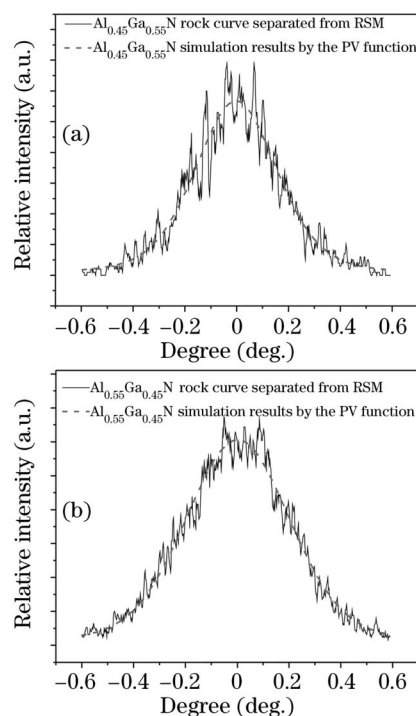 Al0.45Ga0.55N rock curve separated from RSM
Al0.45Ga0.55N simulation results by the PV function
(a)
Relative intensity (a.u.)
−0.6 −0.4 −0.2 0 0.2 0.4 0.6
Degree (deg.)
Al0.55Ga0.45N rock curve separated from RSM
Al0.55Ga0.45N simulation results by the PV function
(b)
Relative intensity (a.u.)
−0.6 −0.4 −0.2 0 0.2 0.4 0.6
Degree (deg.)